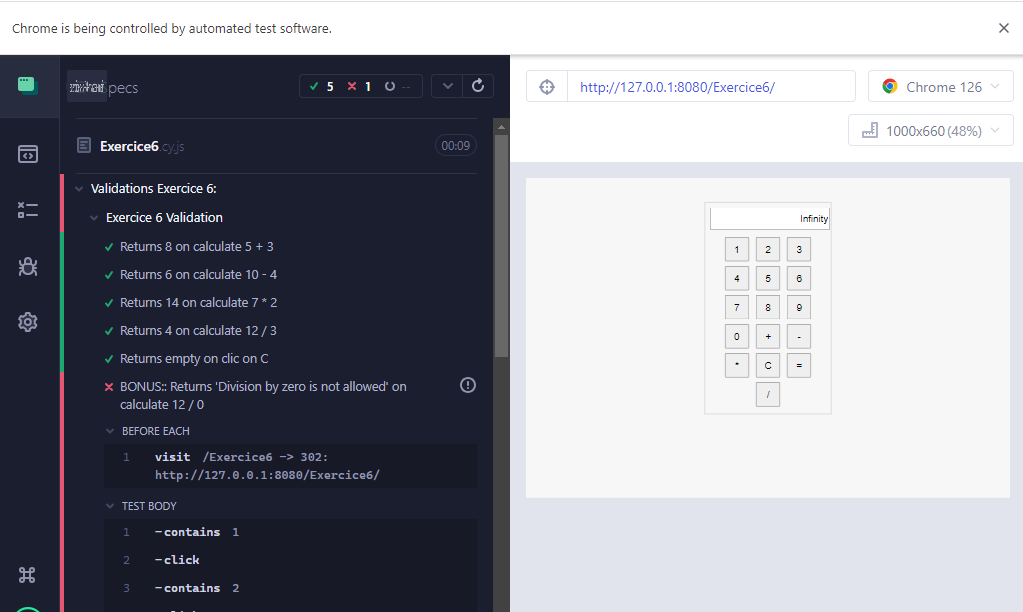 Chrome is being controlled by automated test software.
pecs
5 1 --
http://127.0.0.1:8080/Exercice6/
Chrome 126
1000x660 (48%)
Exercice6.cy.js
00:09
Validations Exercice 6:
Exercice 6 Validation
Returns 8 on calculate 5 + 3
Returns 6 on calculate 10 - 4
Returns 14 on calculate 7 * 2
Returns 4 on calculate 12 / 3
Returns empty on clic on C
BONUS:: Returns 'Division by zero is not allowed' on
calculate 12 / 0
BEFORE EACH
1 visit /Exercice6 -> 302:
http://127.0.0.1:8080/Exercice6/
TEST BODY
1 -contains 1
2 -click
3 -contains 2
Infinity
1 2 3
4 5 6
7 8 9
0 + -
* C =
/